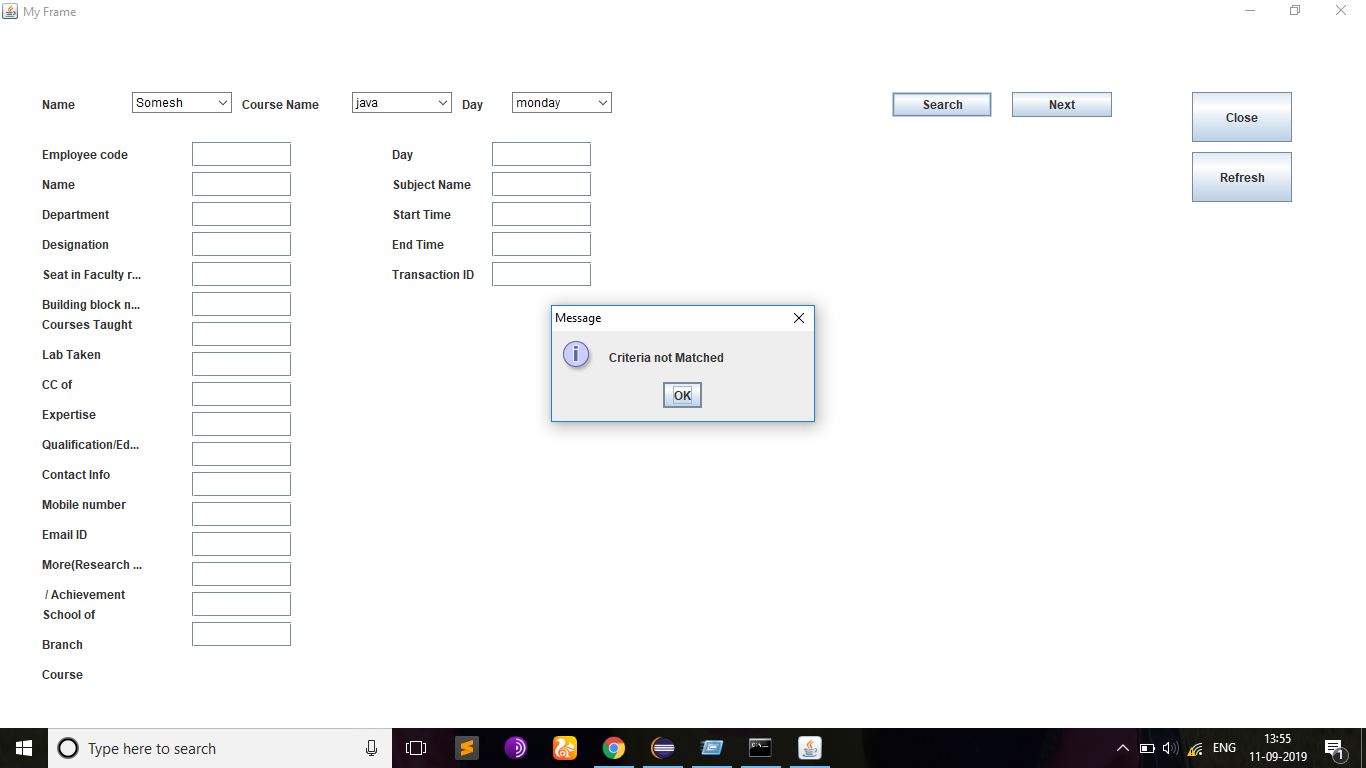 My Frame
Name Somesh Course Name java Day monday Search Next Close
Refresh
Employee code
Name
Department
Designation
Seat in Faculty r...
Building block n...
Courses Taught
Lab Taken
CC of
Expertise
Qualification/Ed...
Contact Info
Mobile number
Email ID
More(Research ...
/ Achievement
School of
Branch
Course
Day
Subject Name
Start Time
End Time
Transaction ID
Message
i
Criteria not Matched
OK
Type here to search
ENG
13:55
11-09-2019
1